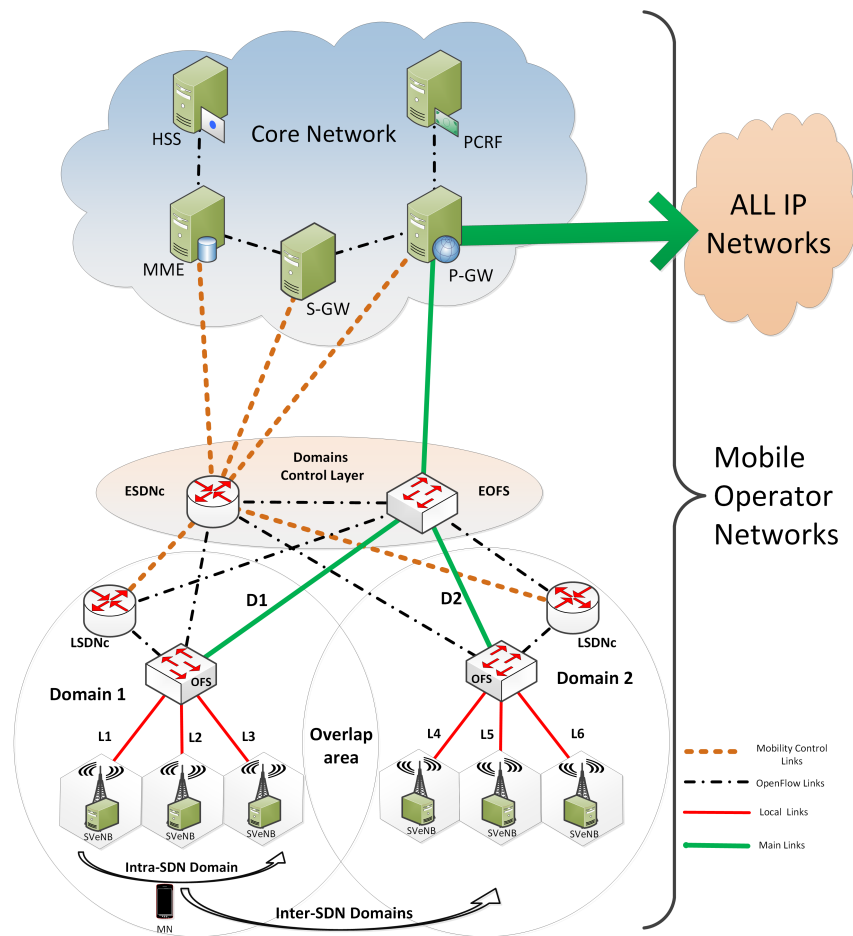 HSS
Core Network
PCRF
ALL IP
Networks
MME
S-GW
P-GW
Domains
Control Layer
ESDNc
EOFS
Mobile
Operator
Networks
D1
D2
LSDNc
LSDNc
OFS
OFS
Domain 1
Domain 2
L1
L2
L3
Overlap
area
L4
L5
L6
SVeNB
SVeNB
SVeNB
SVeNB
SVeNB
SVeNB
Mobility Control
Links
OpenFlow Links
Local Links
Main Links
Intra-SDN Domain
MN
Inter-SDN Domains